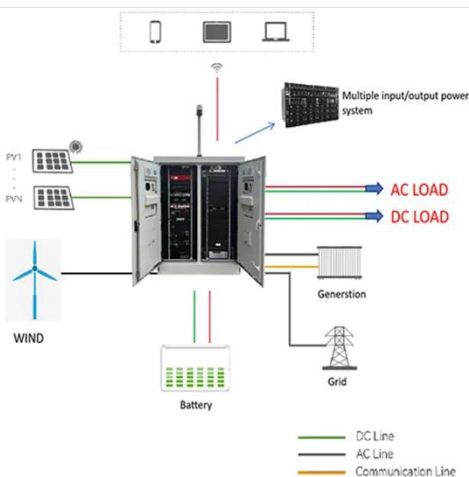 Multiple input/output power
system
PV1
PVN
AC LOAD
DC LOAD
WIND
Generstion
Grid
Battery
DC Line
AC Line
Communication Line